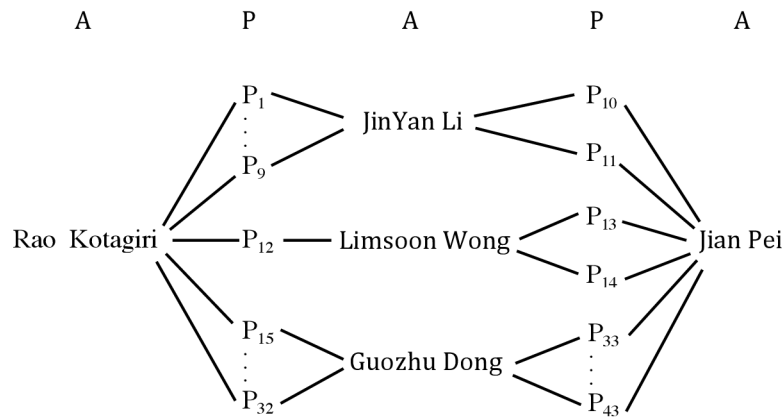 A P A P A
P₁ P₁₀
JinYan Li
P₉ P₁₁
Rao Kotagiri P₁₂ Limsoon Wong P₁₃ Jian Pei
P₁₄
P₁₅ P₃₃
Guozhu Dong
P₃₂ P₄₃